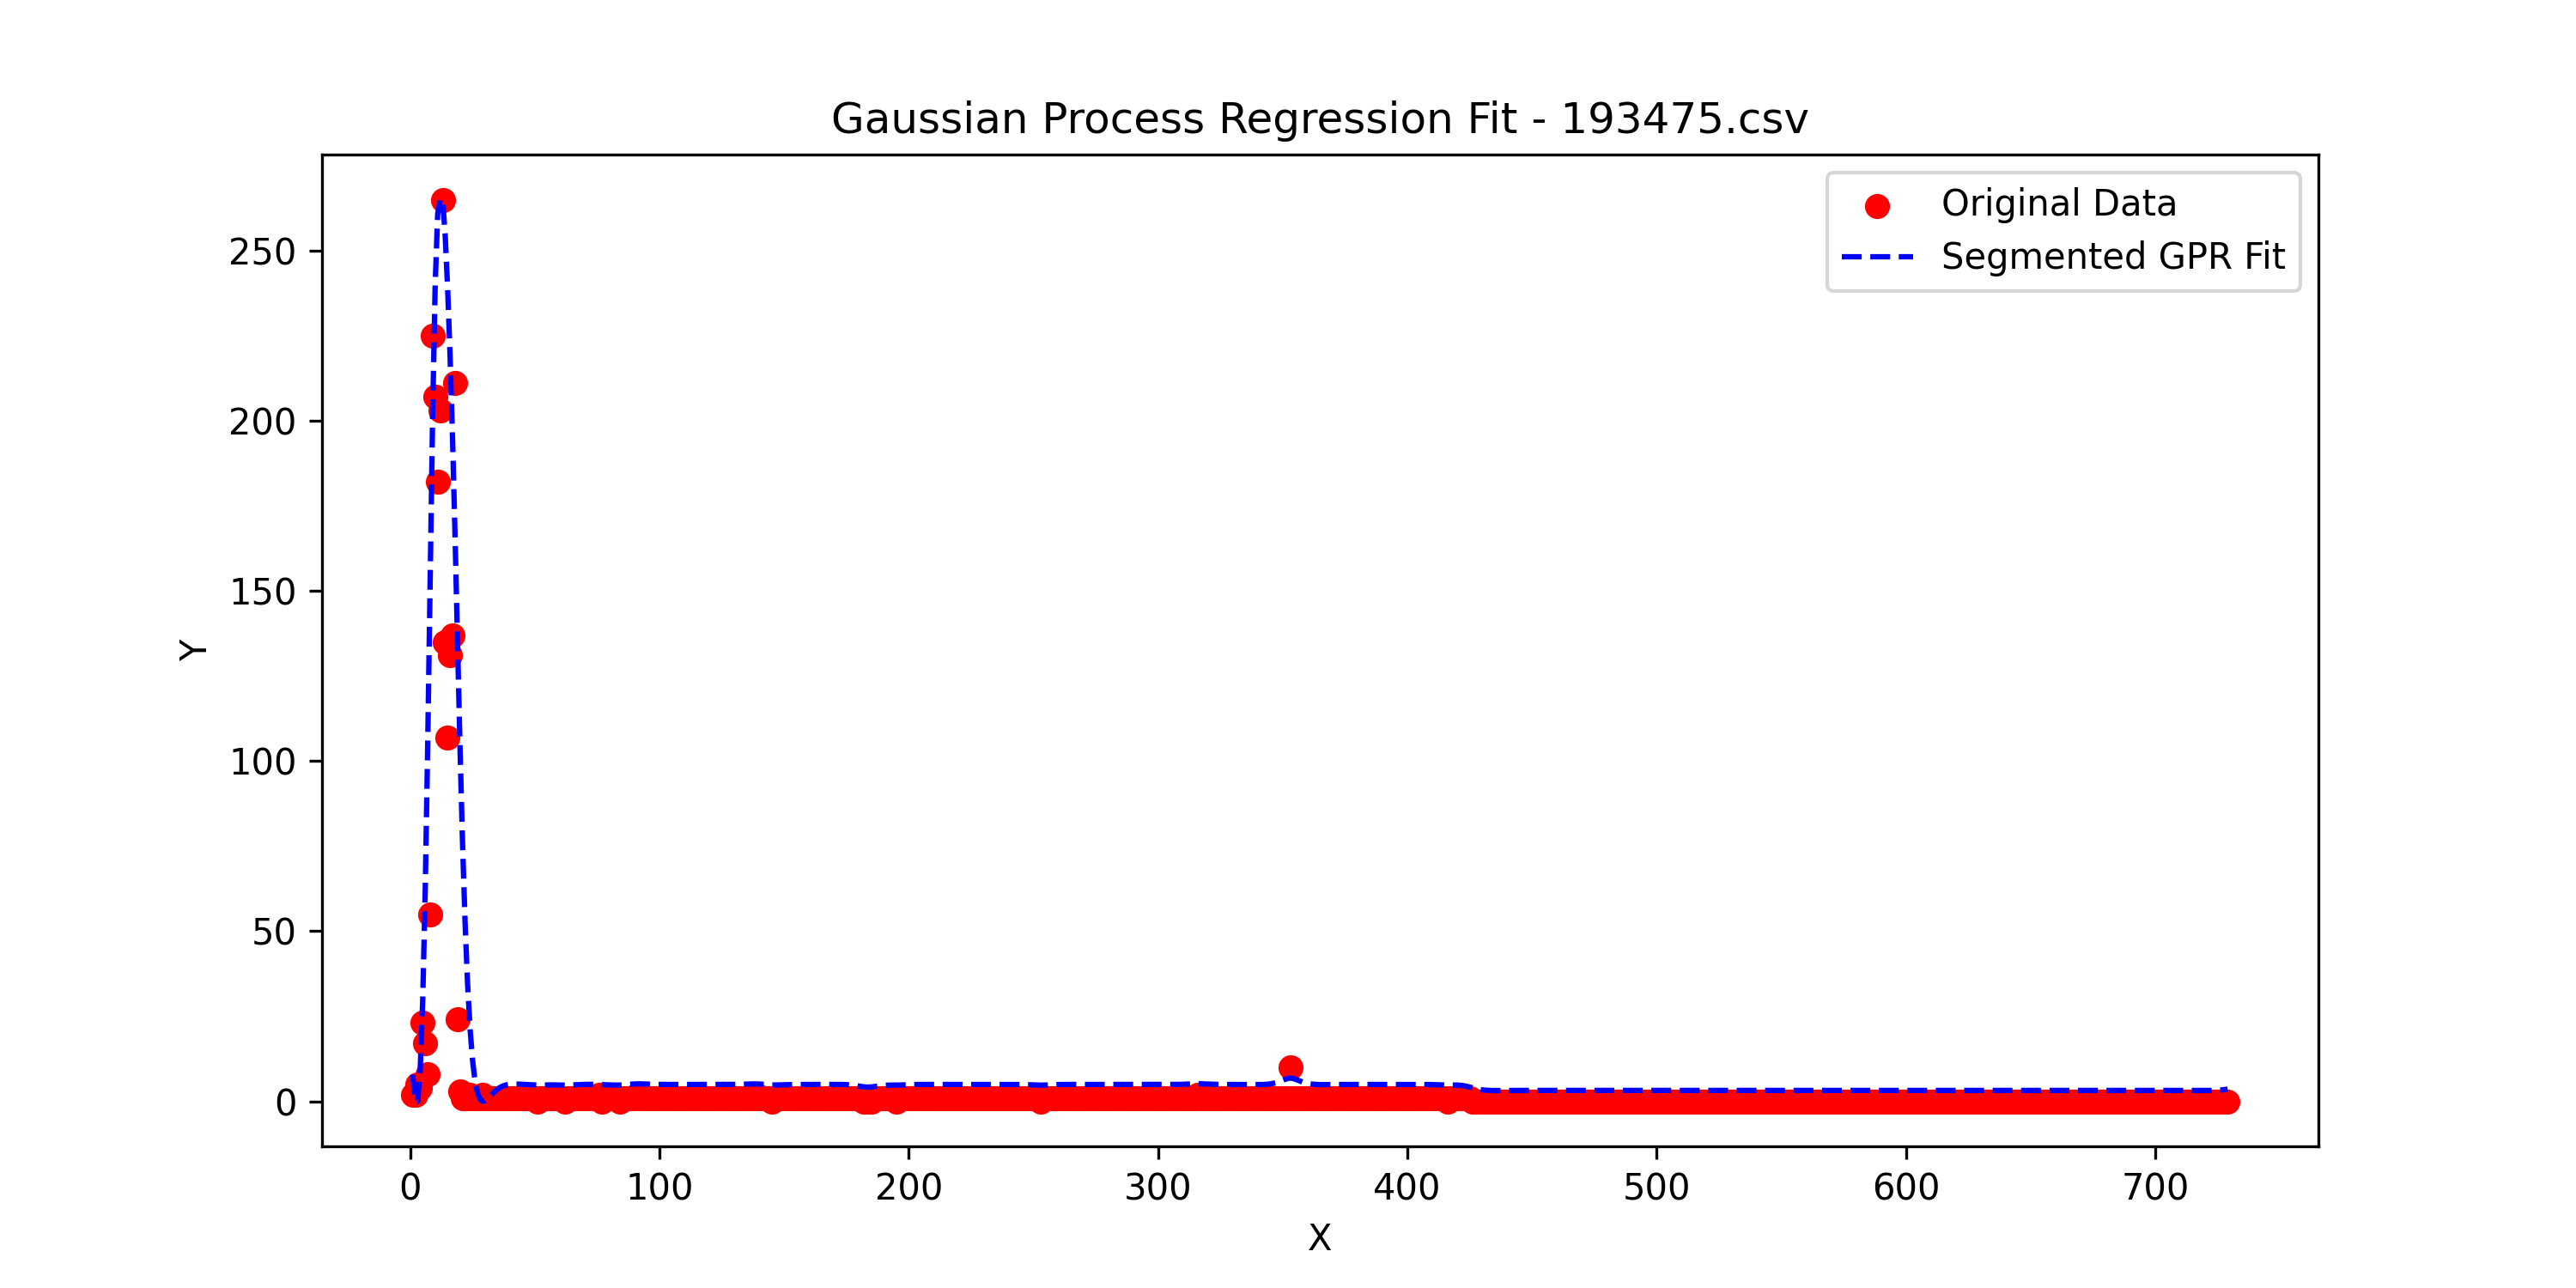 Gaussian Process Regression Fit - 193475.csv
Original Data
Segmented GPR Fit
250
200
150
100
50
0
Y
0 100 200 300 400 500 600 700
X